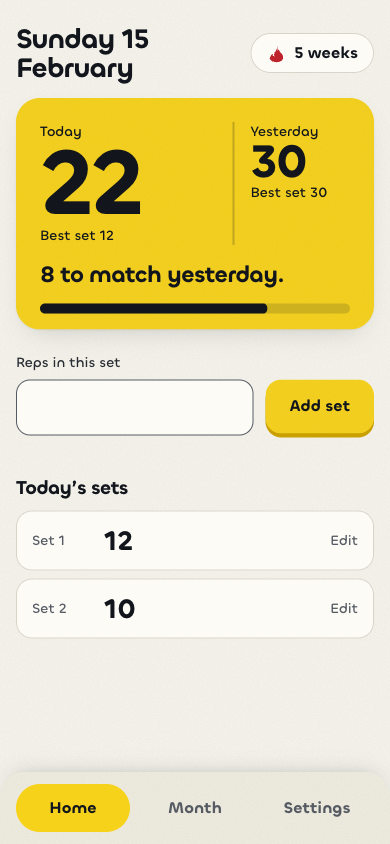 Sunday 15
February
5 weeks
Today
22
Best set 12
Yesterday
30
Best set 30
8 to match yesterday.
Reps in this set
Add set
Today's sets
Set 1 12 Edit
Set 2 10 Edit
Home Month Settings